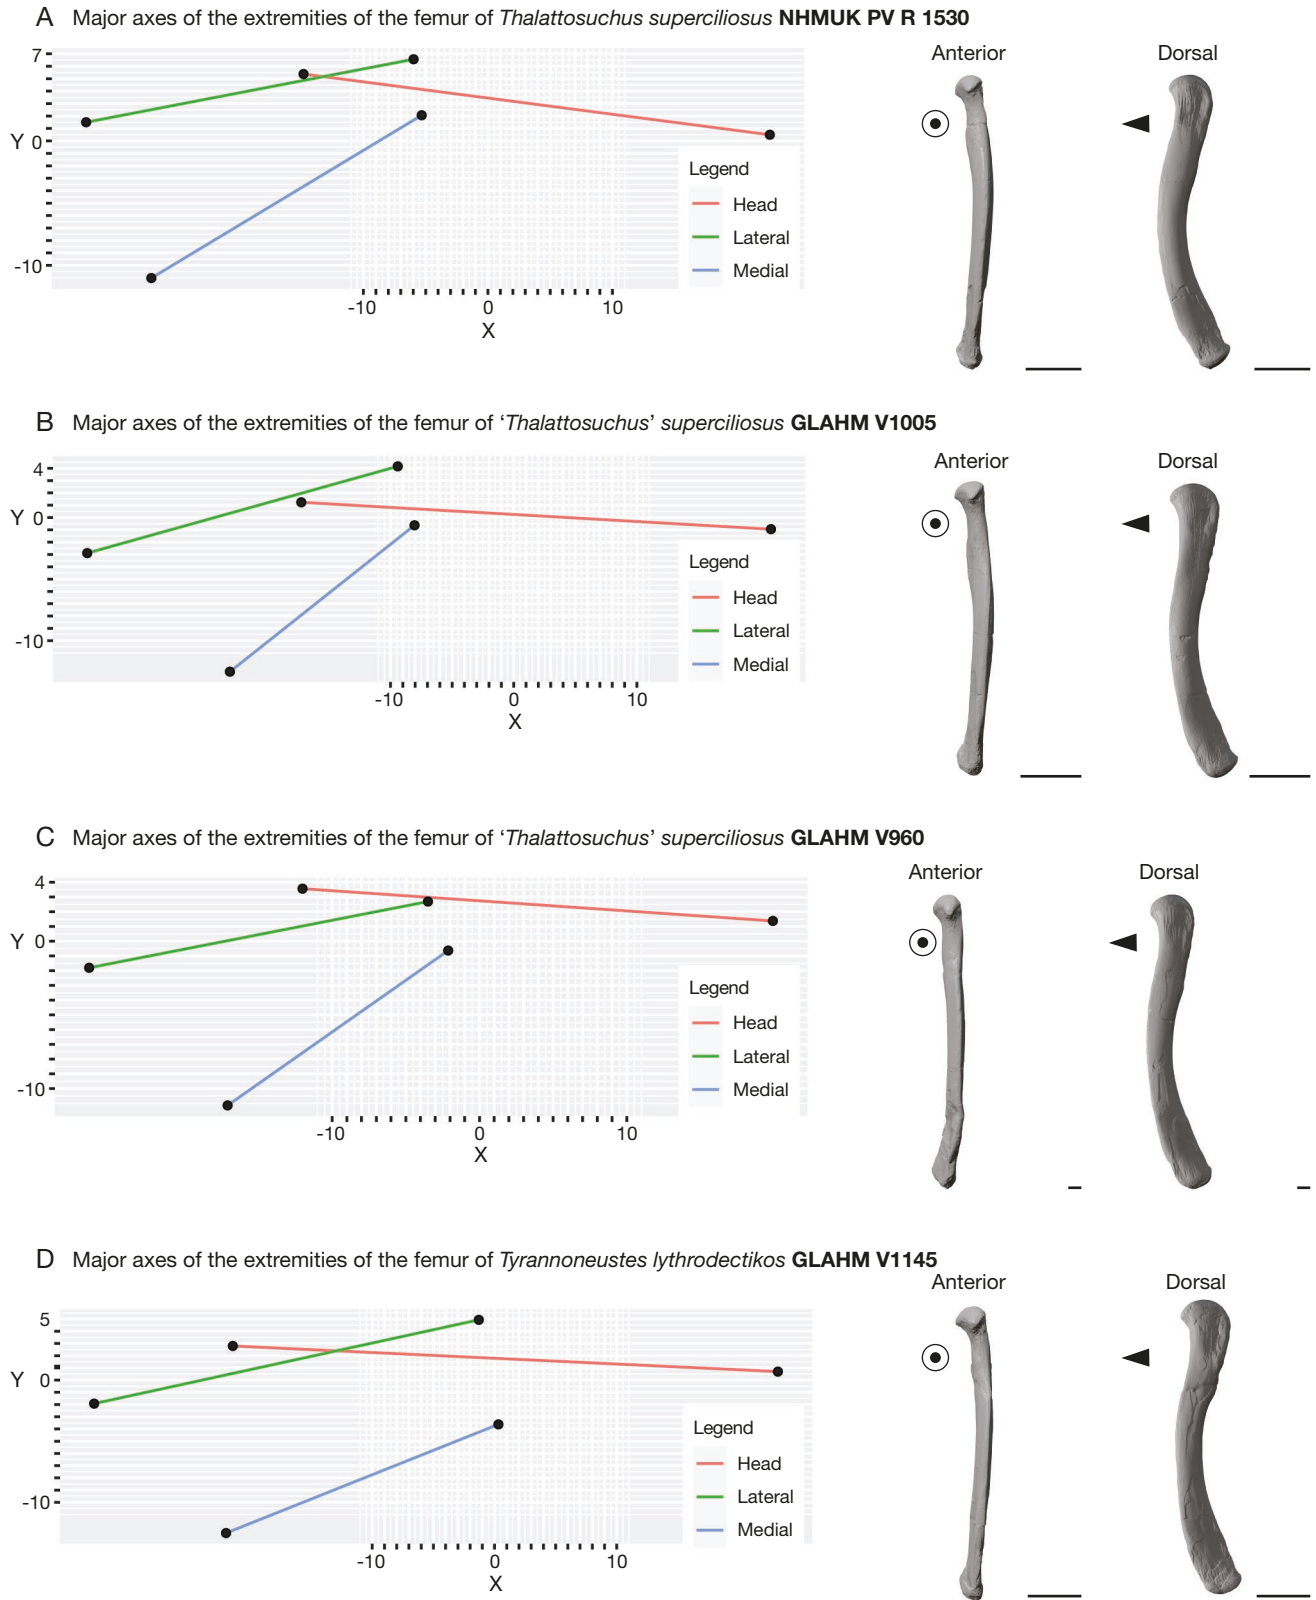 A Major axes of the extremities of the femur of Thalattosuchus superciliosus NHMUK PV R 1530
Anterior
Dorsal
7
Y 0
-10
-10 0 10
X
Legend
Head
Lateral
Medial
B Major axes of the extremities of the femur of ‘Thalattosuchus’ superciliosus GLAHM V1005
Anterior
Dorsal
4
Y 0
-10
-10 0 10
X
Legend
Head
Lateral
Medial
C Major axes of the extremities of the femur of ‘Thalattosuchus’ superciliosus GLAHM V960
Anterior
Dorsal
4
Y 0
-10
-10 0 10
X
Legend
Head
Lateral
Medial
D Major axes of the extremities of the femur of Tyrannoneustes lythrodectikos GLAHM V1145
Anterior
Dorsal
5
Y 0
-10
-10 0 10
X
Legend
Head
Lateral
Medial